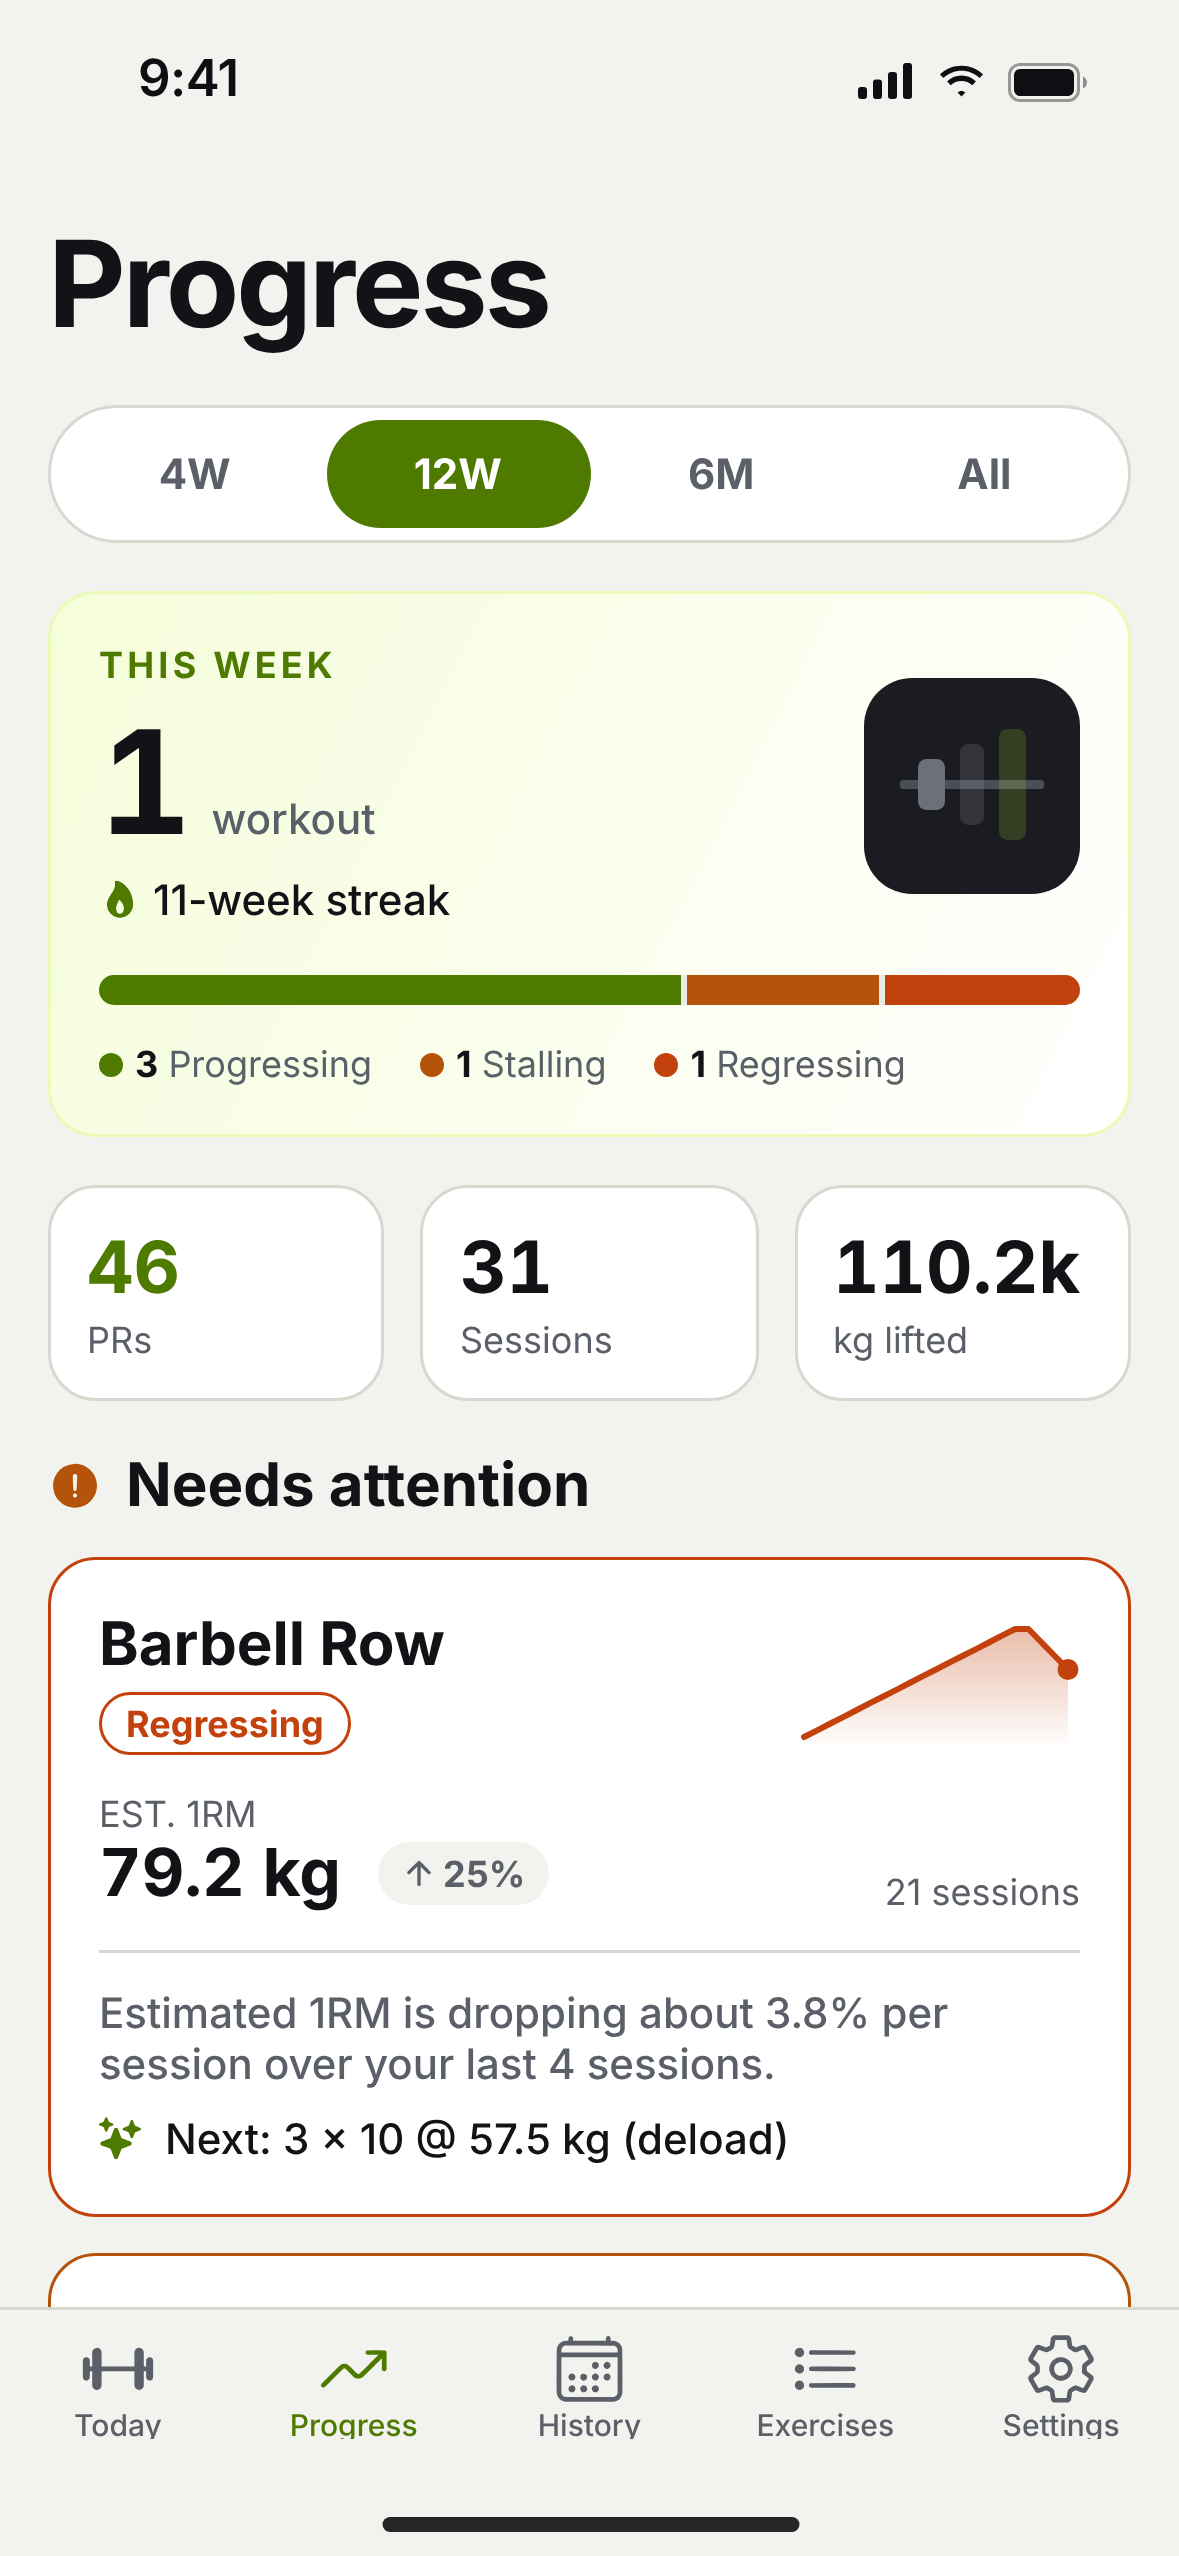 9:41
Progress
4W 12W 6M All
THIS WEEK
1 workout
11-week streak
3 Progressing 1 Stalling 1 Regressing
46 31 110.2k
PRs Sessions kg lifted
Needs attention
Barbell Row
Regressing
EST. 1RM
79.2 kg ↑ 25% 21 sessions
Estimated 1RM is dropping about 3.8% per
session over your last 4 sessions.
Next: 3 × 10 @ 57.5 kg (deload)
Today Progress History Exercises Settings